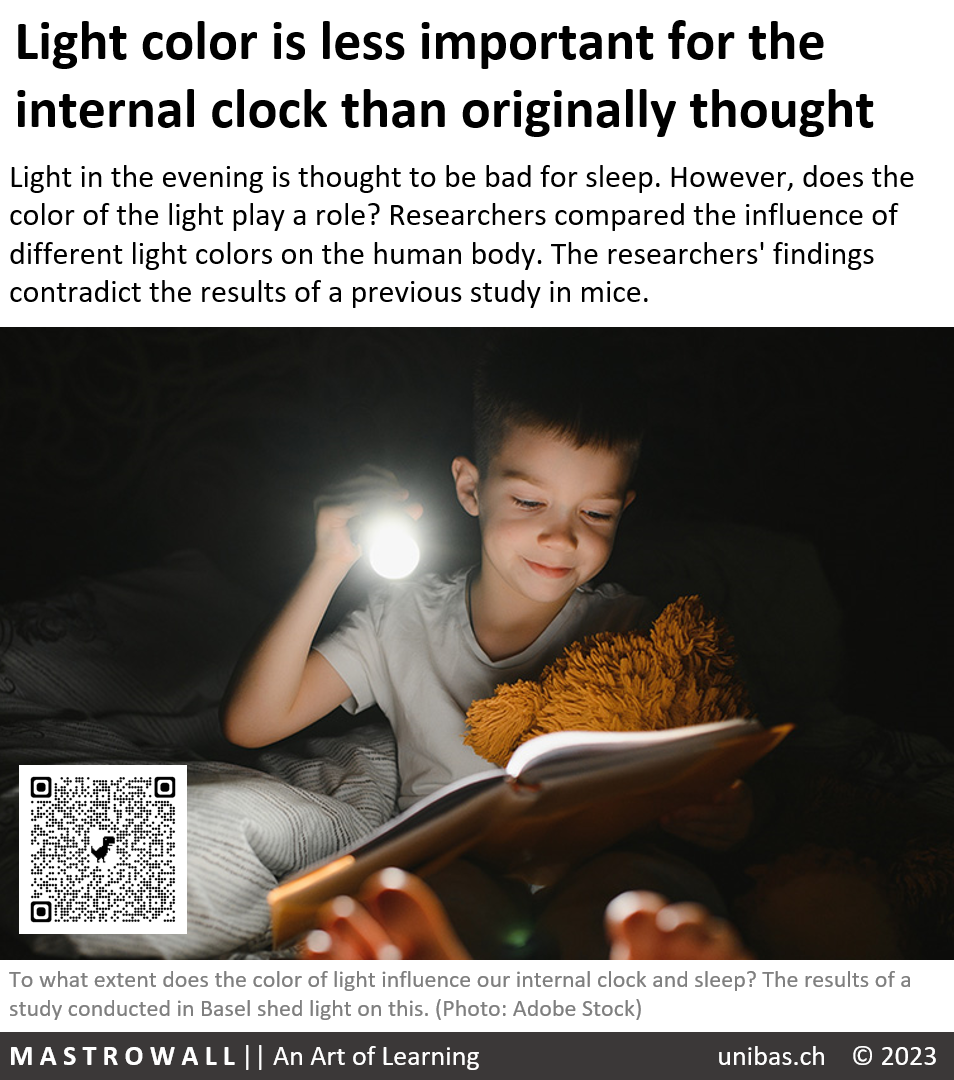 Light color is less important for the
internal clock than originally thought
Light in the evening is thought to be bad for sleep. However, does the
color of the light play a role? Researchers compared the influence of
different light colors on the human body. The researchers' findings
contradict the results of a previous study in mice.
To what extent does the color of light influence our internal clock and sleep? The results of a
study conducted in Basel shed light on this. (Photo: Adobe Stock)
MASTROWALL || An Art of Learning unibas.ch © 2023